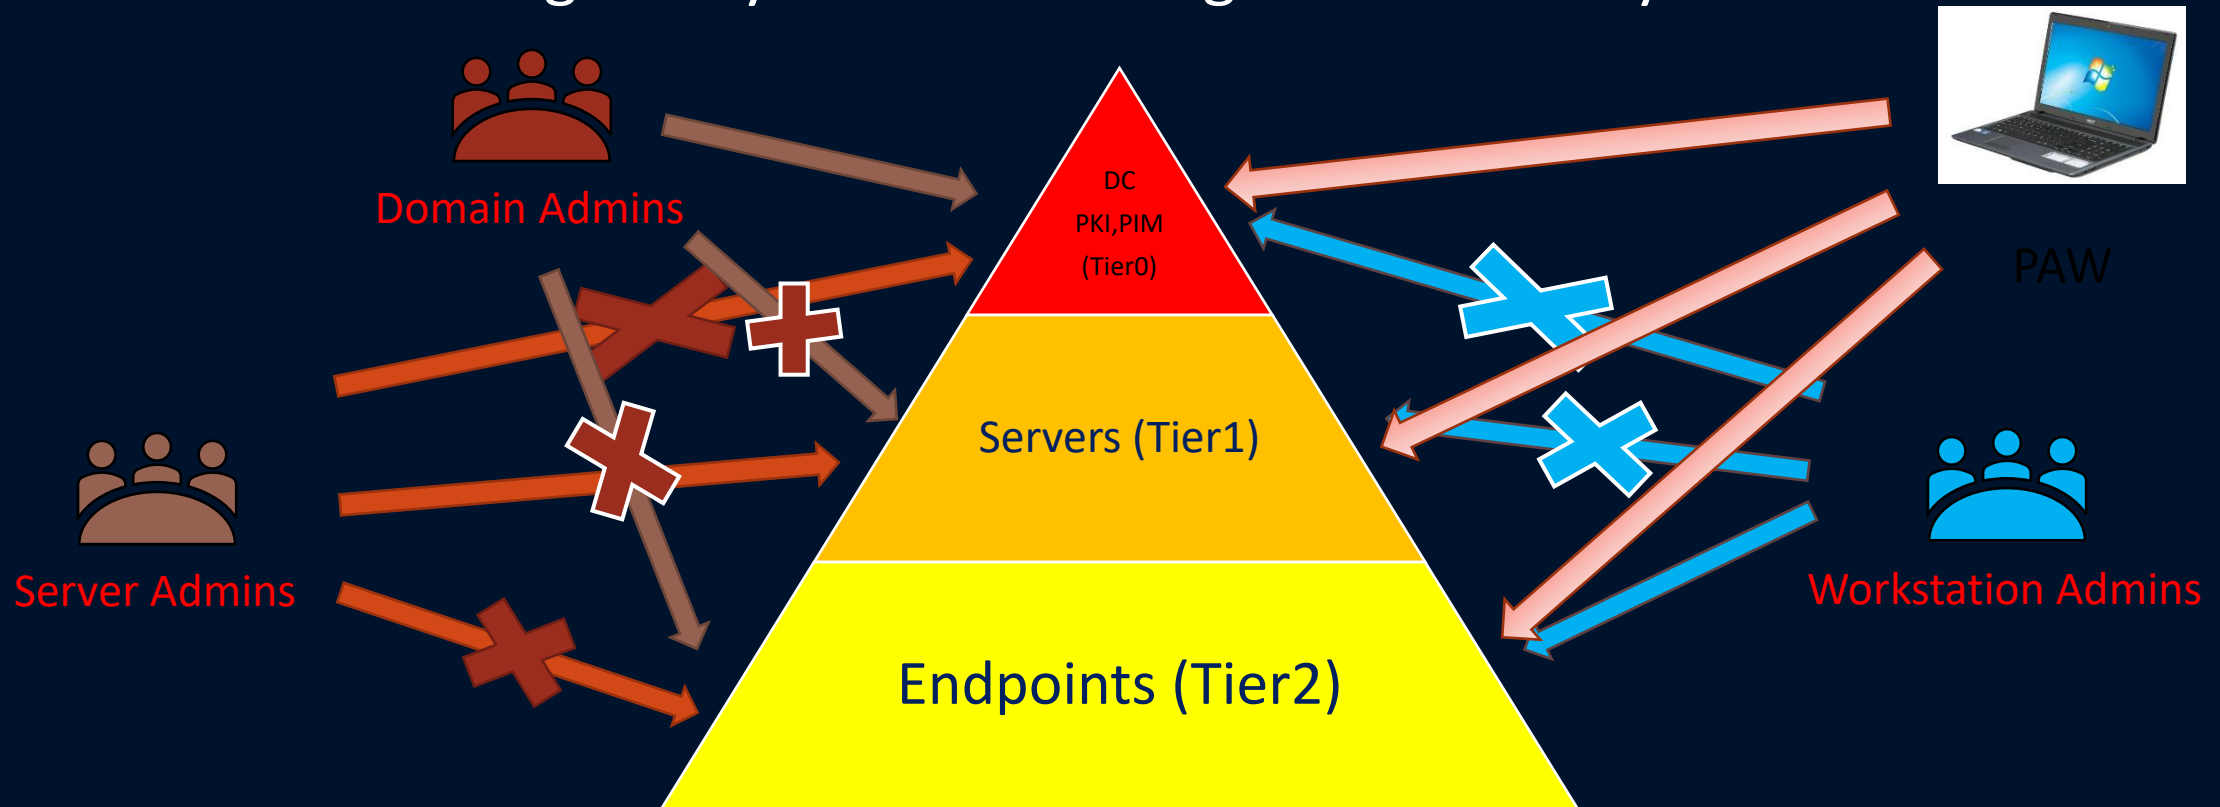 Domain Admins
DC
PKI,PIM
(Tier0)
PAW
Servers (Tier1)
Server Admins
Workstation Admins
Endpoints (Tier2)